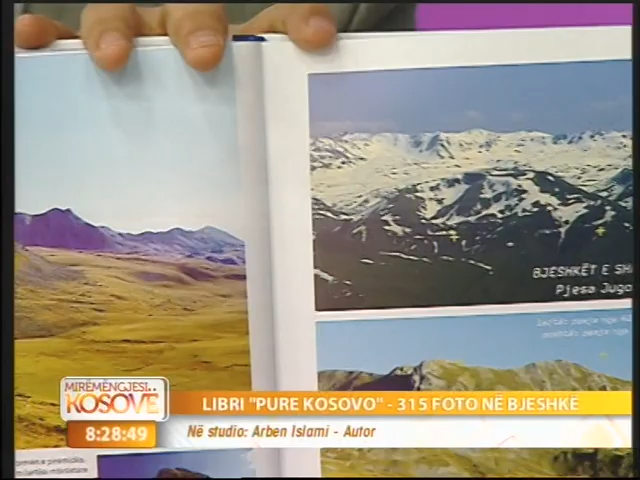 BJESHKËT E SH
Pjesa Jugo
MIRËMËNGJESI..
KOSOVË
8:28:49
LIBRI "PURE KOSOVO" - 315 FOTO NË BJESHKË
Në studio: Arben Islami - Autor